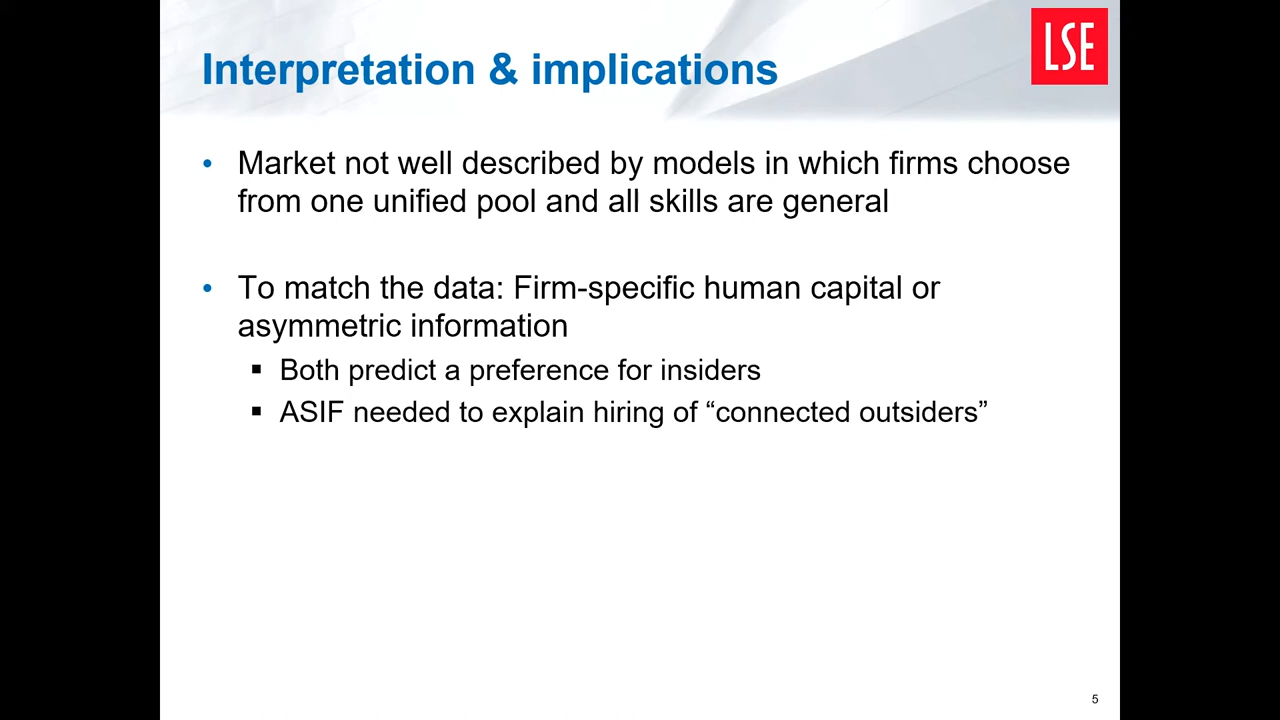 Interpretation & implications
LSE
• Market not well described by models in which firms choose
from one unified pool and all skills are general
• To match the data: Firm-specific human capital or
asymmetric information
▪ Both predict a preference for insiders
▪ ASIF needed to explain hiring of “connected outsiders”
5